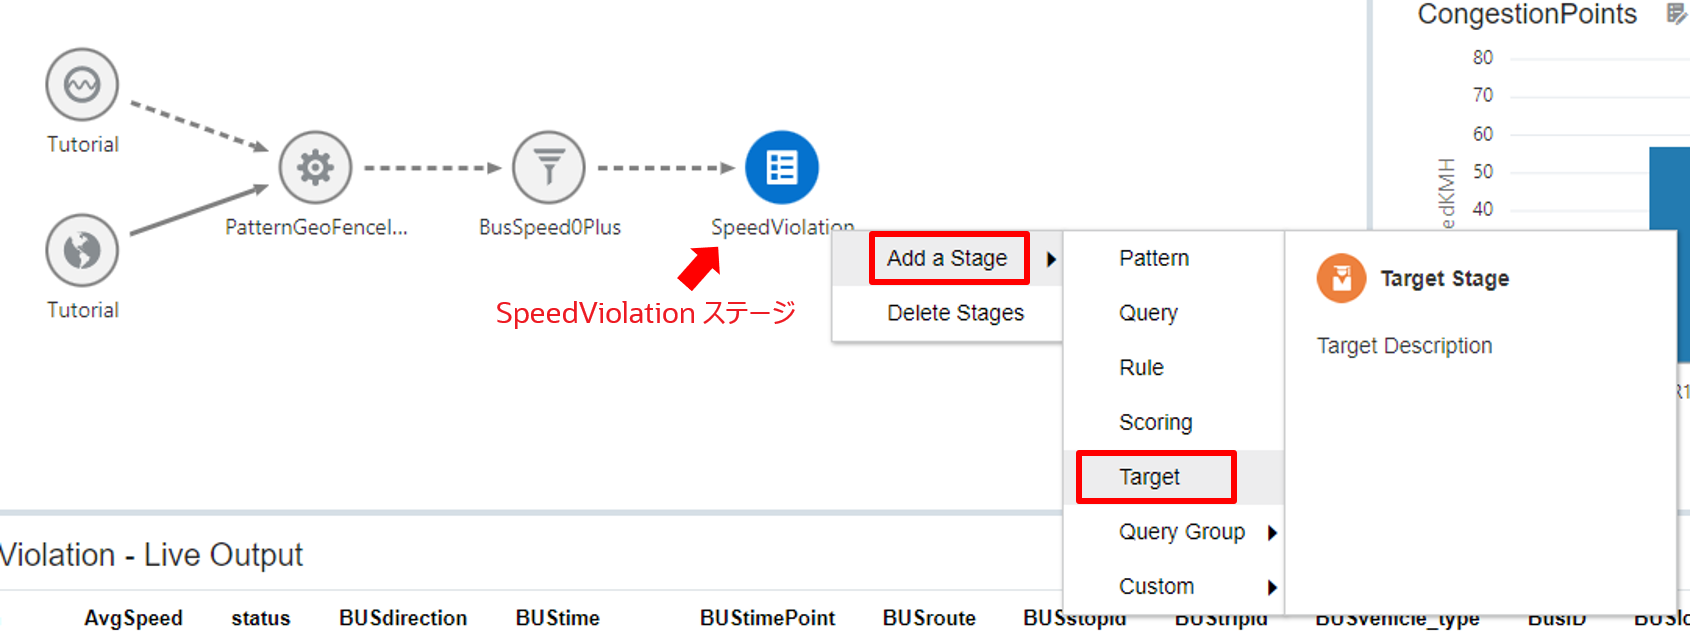 CongestionPoints
80
70
60
50
40
edKMH
Tutorial
Tutorial
PatternGeoFenceI...
BusSpeed0Plus
SpeedViolation
SpeedViolation ステージ
Add a Stage
Delete Stages
Pattern
Query
Rule
Scoring
Target
Query Group
Custom
Target Stage
Target Description
R1
Violation - Live Output
AvgSpeed status BUSdirection BUStime BUStimePoint BUSroute BUSstopid BUStripid BUSvehicle_type BusID BUSlo